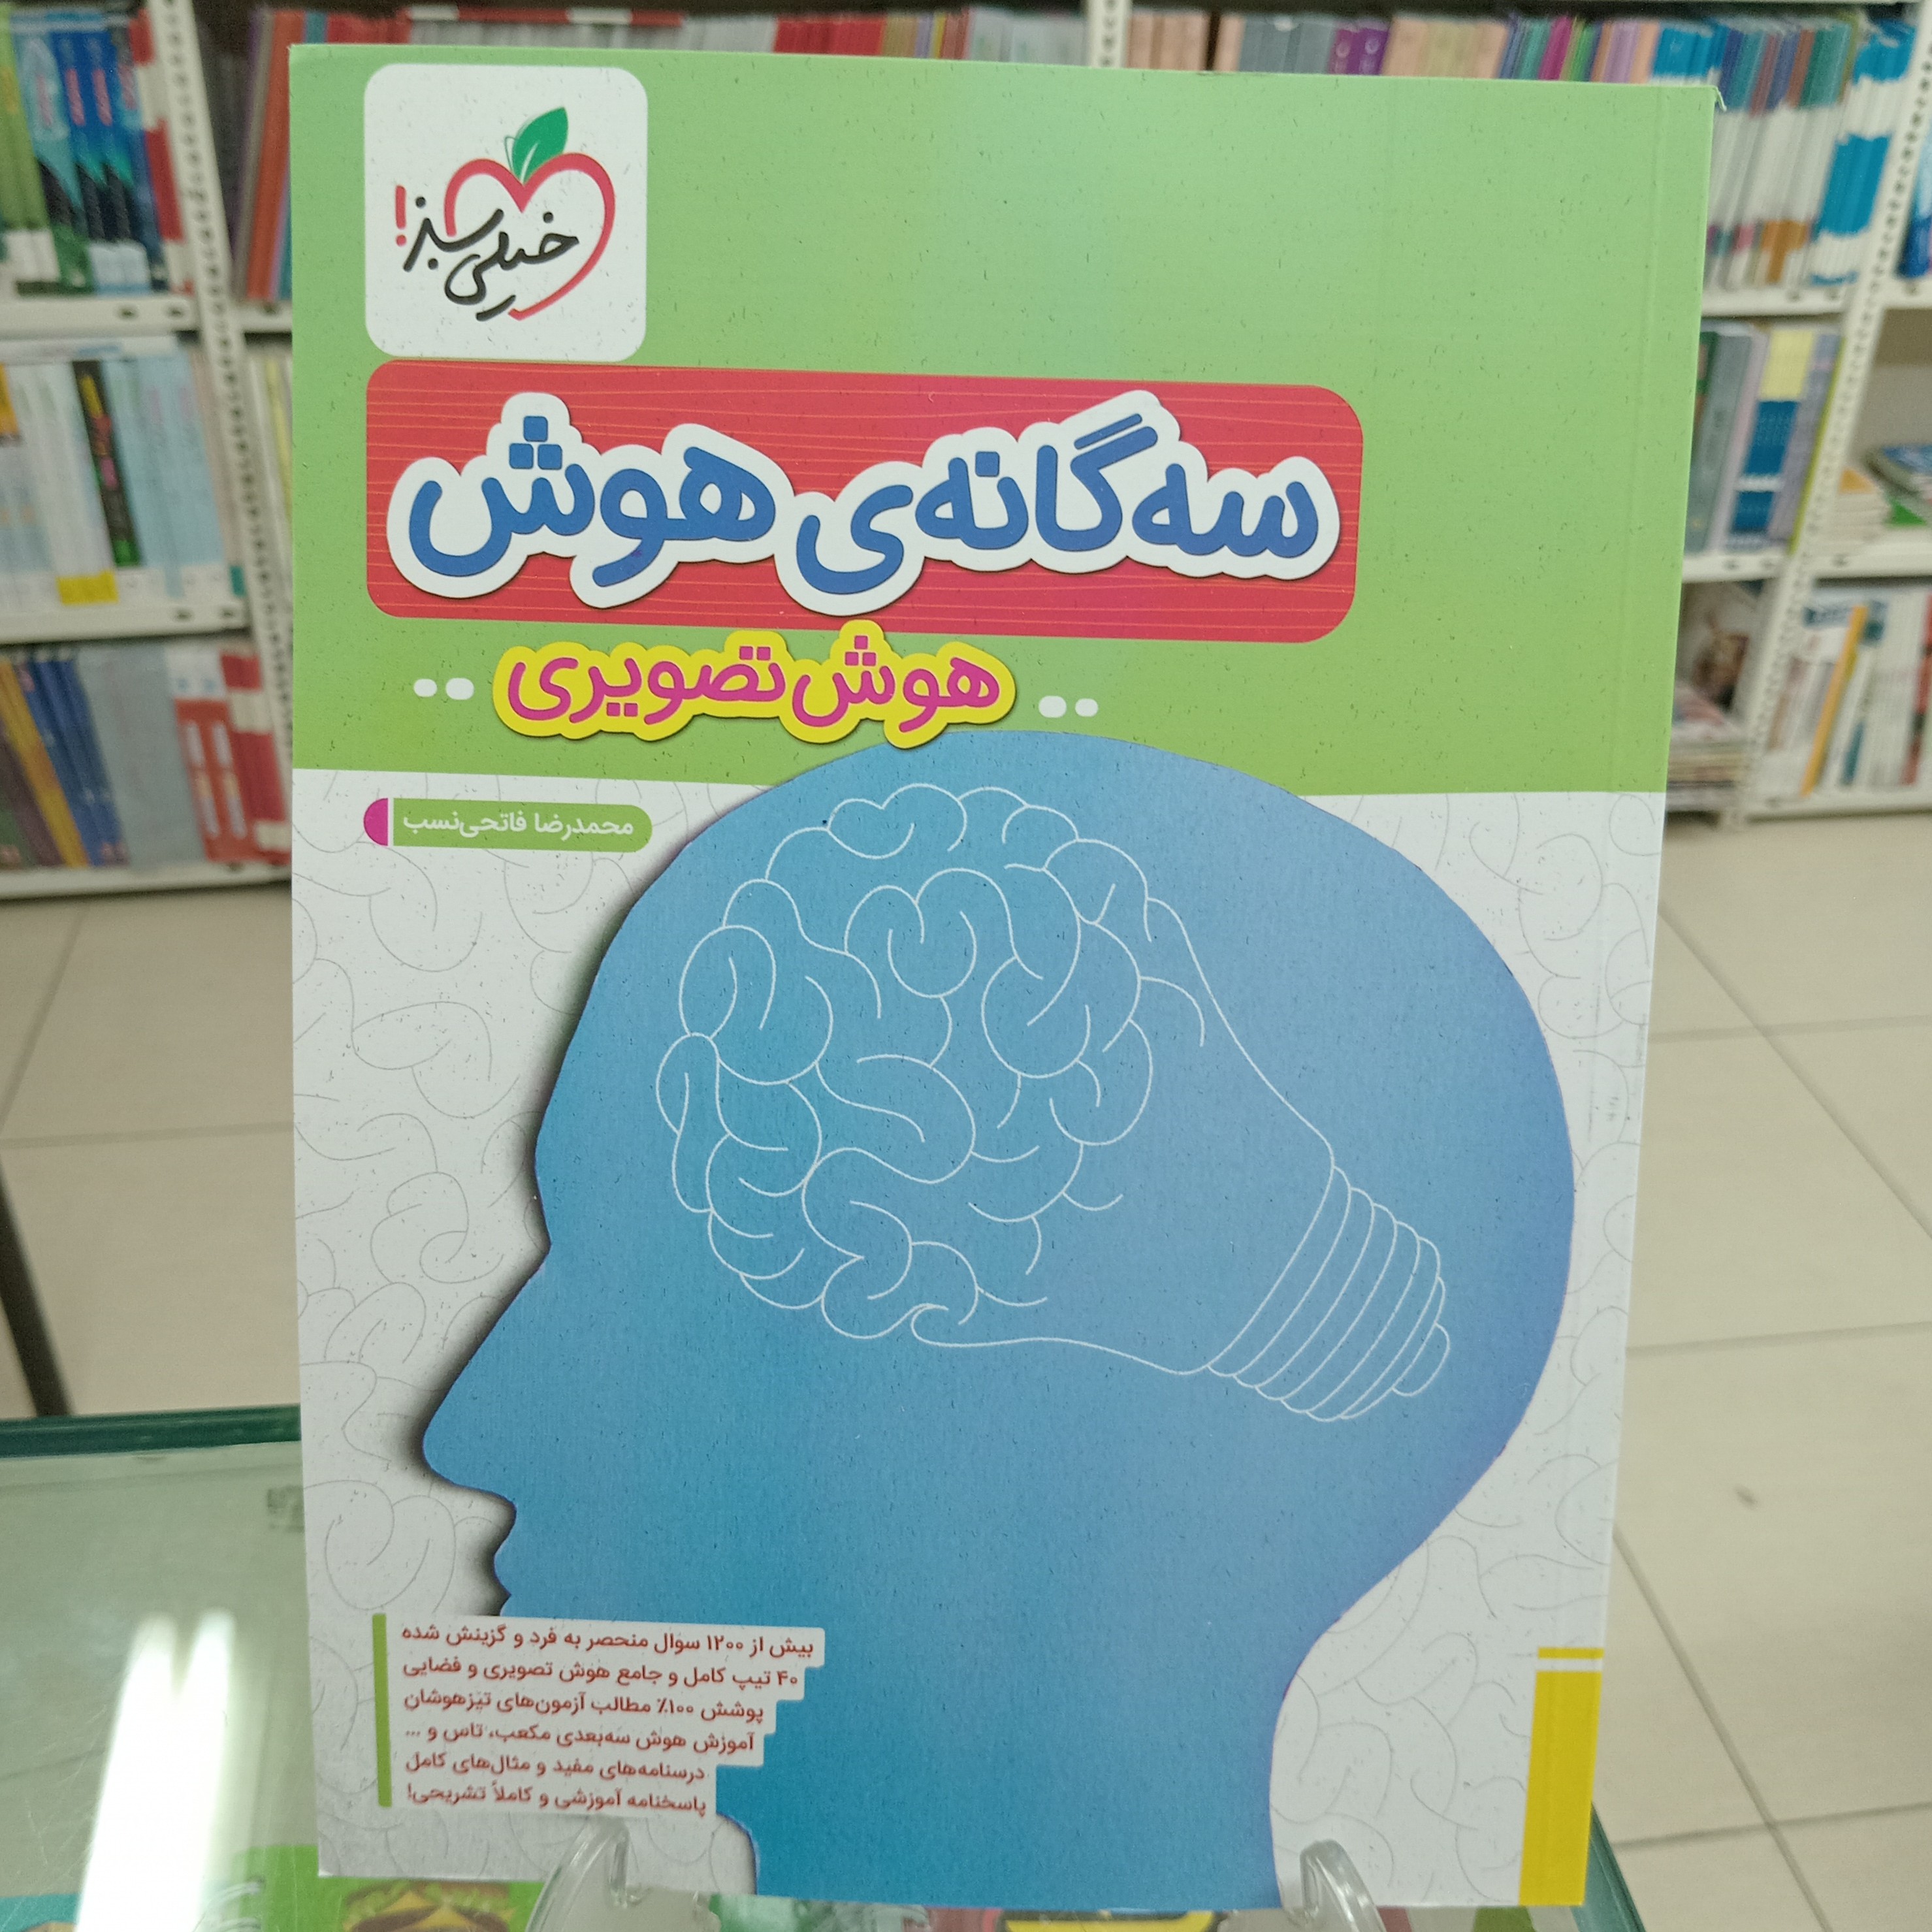 خیلی سبز!
سه‌گانه‌ی هوش
هوش تصویری
محمدرضا فاتحی‌نسب
بیش از ۱۲۰۰ سوال منحصر به فرد و گزینش شده
۴۰ تیپ کامل و جامع هوش تصویری و فضایی
پوشش ۱۰۰٪ مطالب آزمون‌های تیزهوشان
آموزش هوش سه‌بعدی مکعب، تاس و ...
درسنامه‌های مفید و مثال‌های کامل
پاسخنامه آموزشی و کاملاً تشریحی!